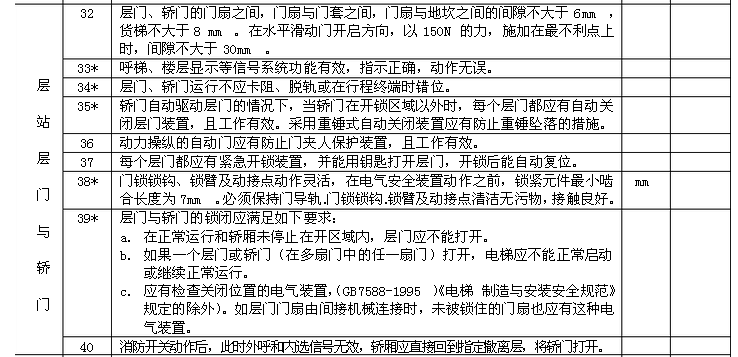 32 层门、轿门的门扇之间，门扇与门套之间，门扇与地坎之间的间隙不大于 6mm ，
货梯不大于 8 mm 。在水平滑动门开启方向，以 150N 的力，施加在最不利点上
时，间隙不大于 30mm 。
33* 呼梯、楼层显示等信号系统功能有效，指示正确，动作无误。
34* 层门、轿门运行不应卡阻、脱轨或在行程终端时错位。
35* 轿门自动驱动层门的情况下，当轿门在开锁区域以外时，每个层门都应有自动关
闭层门装置，且工作有效。采用重锤式自动关闭装置应有防止重锤坠落的措施。
36 动力操纵的自动门应有防止门夹人保护装置，且工作有效。
37 每个层门都应有紧急开锁装置，并能用钥匙打开层门，开锁后能自动复位。
38* 门锁锁钩、锁臂及动接点动作灵活，在电气安全装置动作之前，锁紧元件最小啮 mm
合长度为 7mm 。必须保持门导轨.门锁锁钩.锁臂及动接点清洁无污物，接触良好。
39* 层门与轿门的锁闭应满足如下要求：
a. 在正常运行和轿厢未停止在开区域内，层门应不能打开。
b. 如果一个层门或轿门（在多扇门中的任一扇门）打开，电梯应不能正常启动
或继续正常运行。
c. 应有检查关闭位置的电气装置，（GB7588-1995 ）《电梯 制造与安装安全规范》
规定的除外）。如层门门扇由间接机械连接时，未被锁住的门扇也应有这种电
气装置。
40 消防开关动作后，此时外呼和内选信号无效，轿厢应直接回到指定撤离层，将轿门打开。
层
站
层
门
与
轿
门